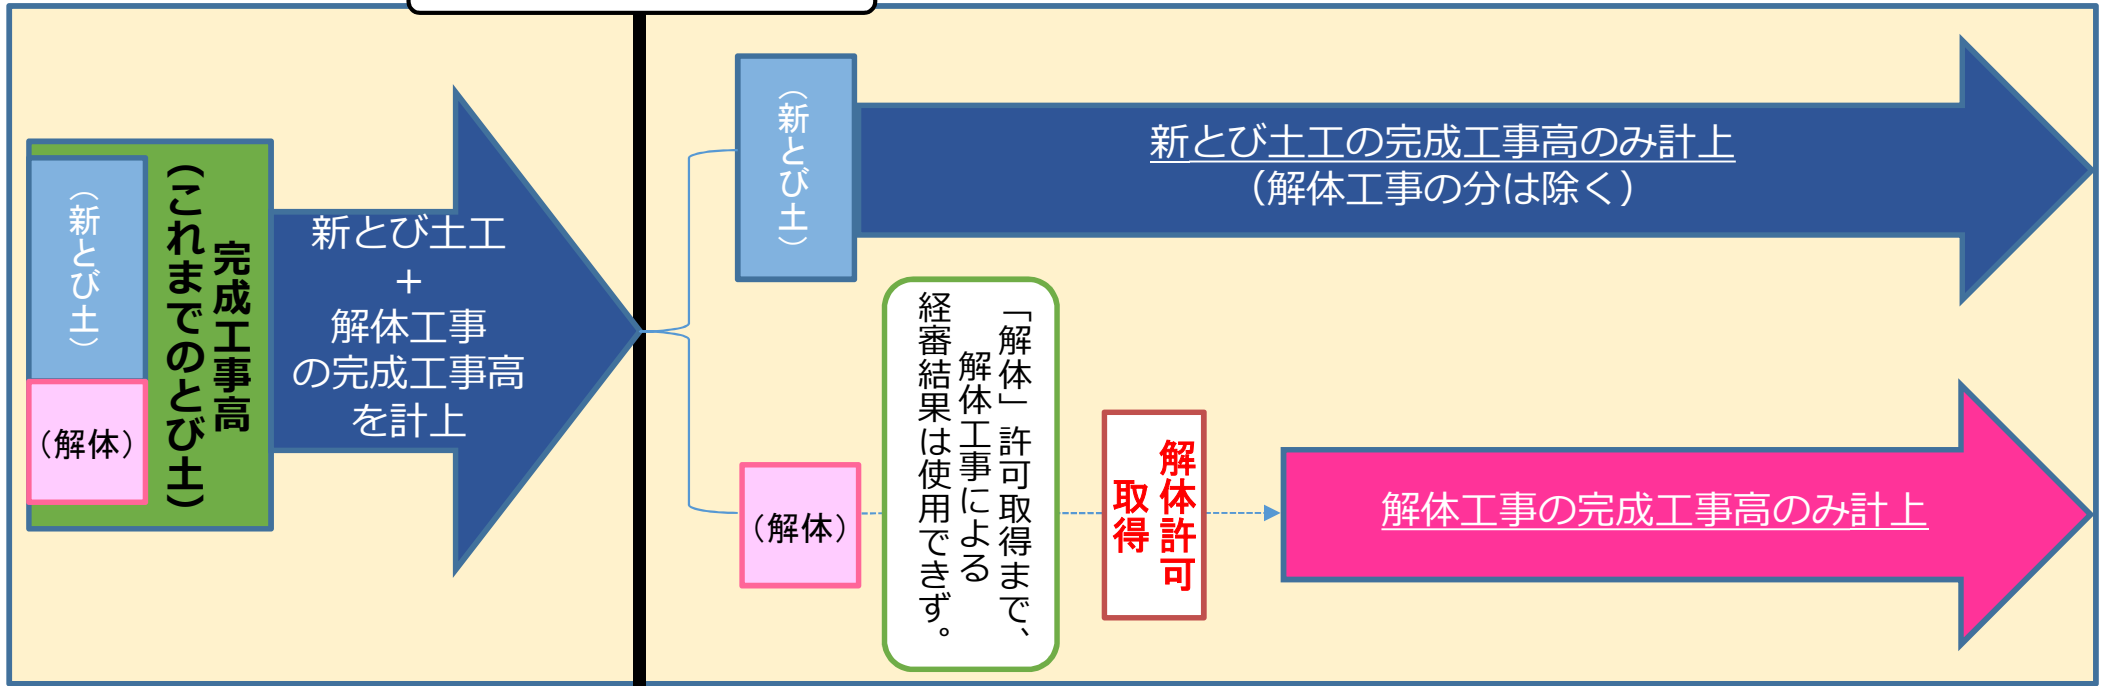 （新とび土）
（解体）
完成工事高
（これまでのとび土）
新とび土工
＋
解体工事
の完成工事高
を計上
（新とび土）
新とび土工の完成工事高のみ計上
（解体工事の分は除く）
（解体）
「解体」許可取得まで、
解体工事による
経審結果は使用できず。
解体許可
取得
解体工事の完成工事高のみ計上